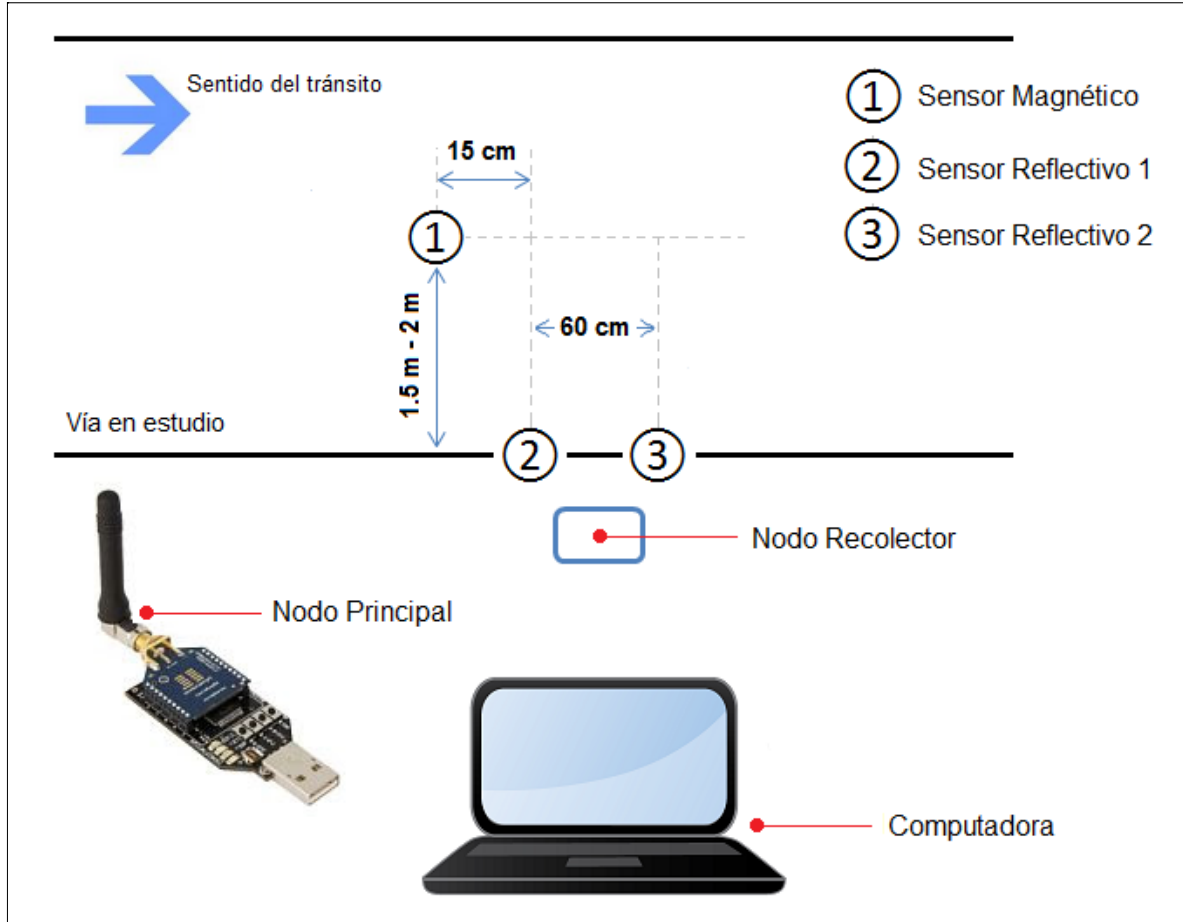 Sentido del tránsito
1 Sensor Magnético
2 Sensor Reflectivo 1
3 Sensor Reflectivo 2
15 cm
1
1.5 m - 2 m
60 cm
Vía en estudio
2
3
Nodo Recolector
Nodo Principal
Computadora